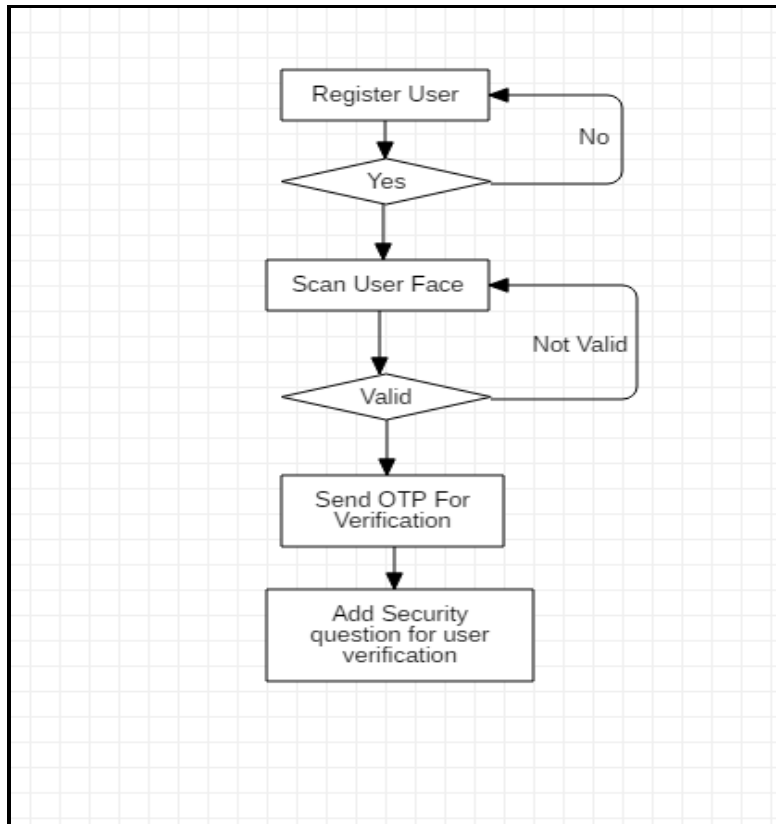 Register User
No
Yes
Scan User Face
Not Valid
Valid
Send OTP For
Verification
Add Security
question for user
verification